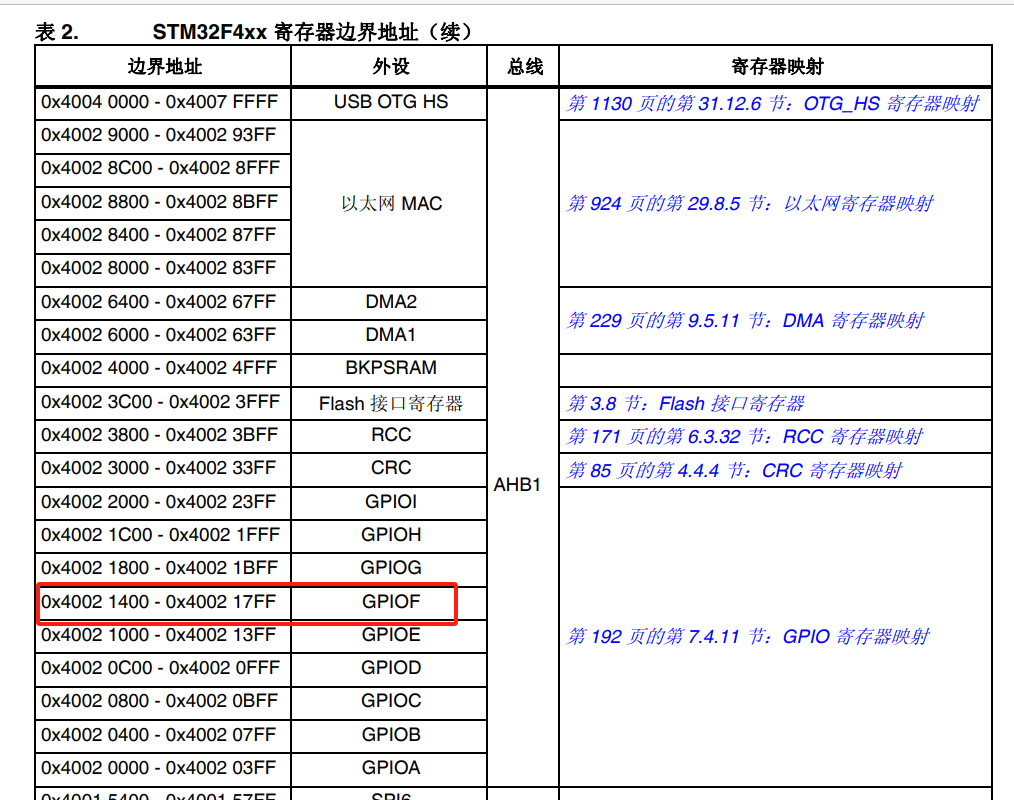 表 2. STM32F4xx 寄存器边界地址（续）
边界地址 外设 总线 寄存器映射
0x4004 0000 - 0x4007 FFFF USB OTG HS 第 1130 页的第 31.12.6 节：OTG_HS 寄存器映射
0x4002 9000 - 0x4002 93FF
0x4002 8C00 - 0x4002 8FFF
0x4002 8800 - 0x4002 8BFF 以太网 MAC 第 924 页的第 29.8.5 节：以太网寄存器映射
0x4002 8400 - 0x4002 87FF
0x4002 8000 - 0x4002 83FF
0x4002 6400 - 0x4002 67FF DMA2
第 229 页的第 9.5.11 节：DMA 寄存器映射
0x4002 6000 - 0x4002 63FF DMA1
0x4002 4000 - 0x4002 4FFF BKPSRAM
0x4002 3C00 - 0x4002 3FFF Flash 接口寄存器 第 3.8 节：Flash 接口寄存器
0x4002 3800 - 0x4002 3BFF RCC 第 171 页的第 6.3.32 节：RCC 寄存器映射
0x4002 3000 - 0x4002 33FF CRC 第 85 页的第 4.4.4 节：CRC 寄存器映射
AHB1
0x4002 2000 - 0x4002 23FF GPIOI
0x4002 1C00 - 0x4002 1FFF GPIOH
0x4002 1800 - 0x4002 1BFF GPIOG
0x4002 1400 - 0x4002 17FF GPIOF
0x4002 1000 - 0x4002 13FF GPIOE 第 192 页的第 7.4.11 节：GPIO 寄存器映射
0x4002 0C00 - 0x4002 0FFF GPIOD
0x4002 0800 - 0x4002 0BFF GPIOC
0x4002 0400 - 0x4002 07FF GPIOB
0x4002 0000 - 0x4002 03FF GPIOA
0x4001 5400 - 0x4001 57FF SPI6